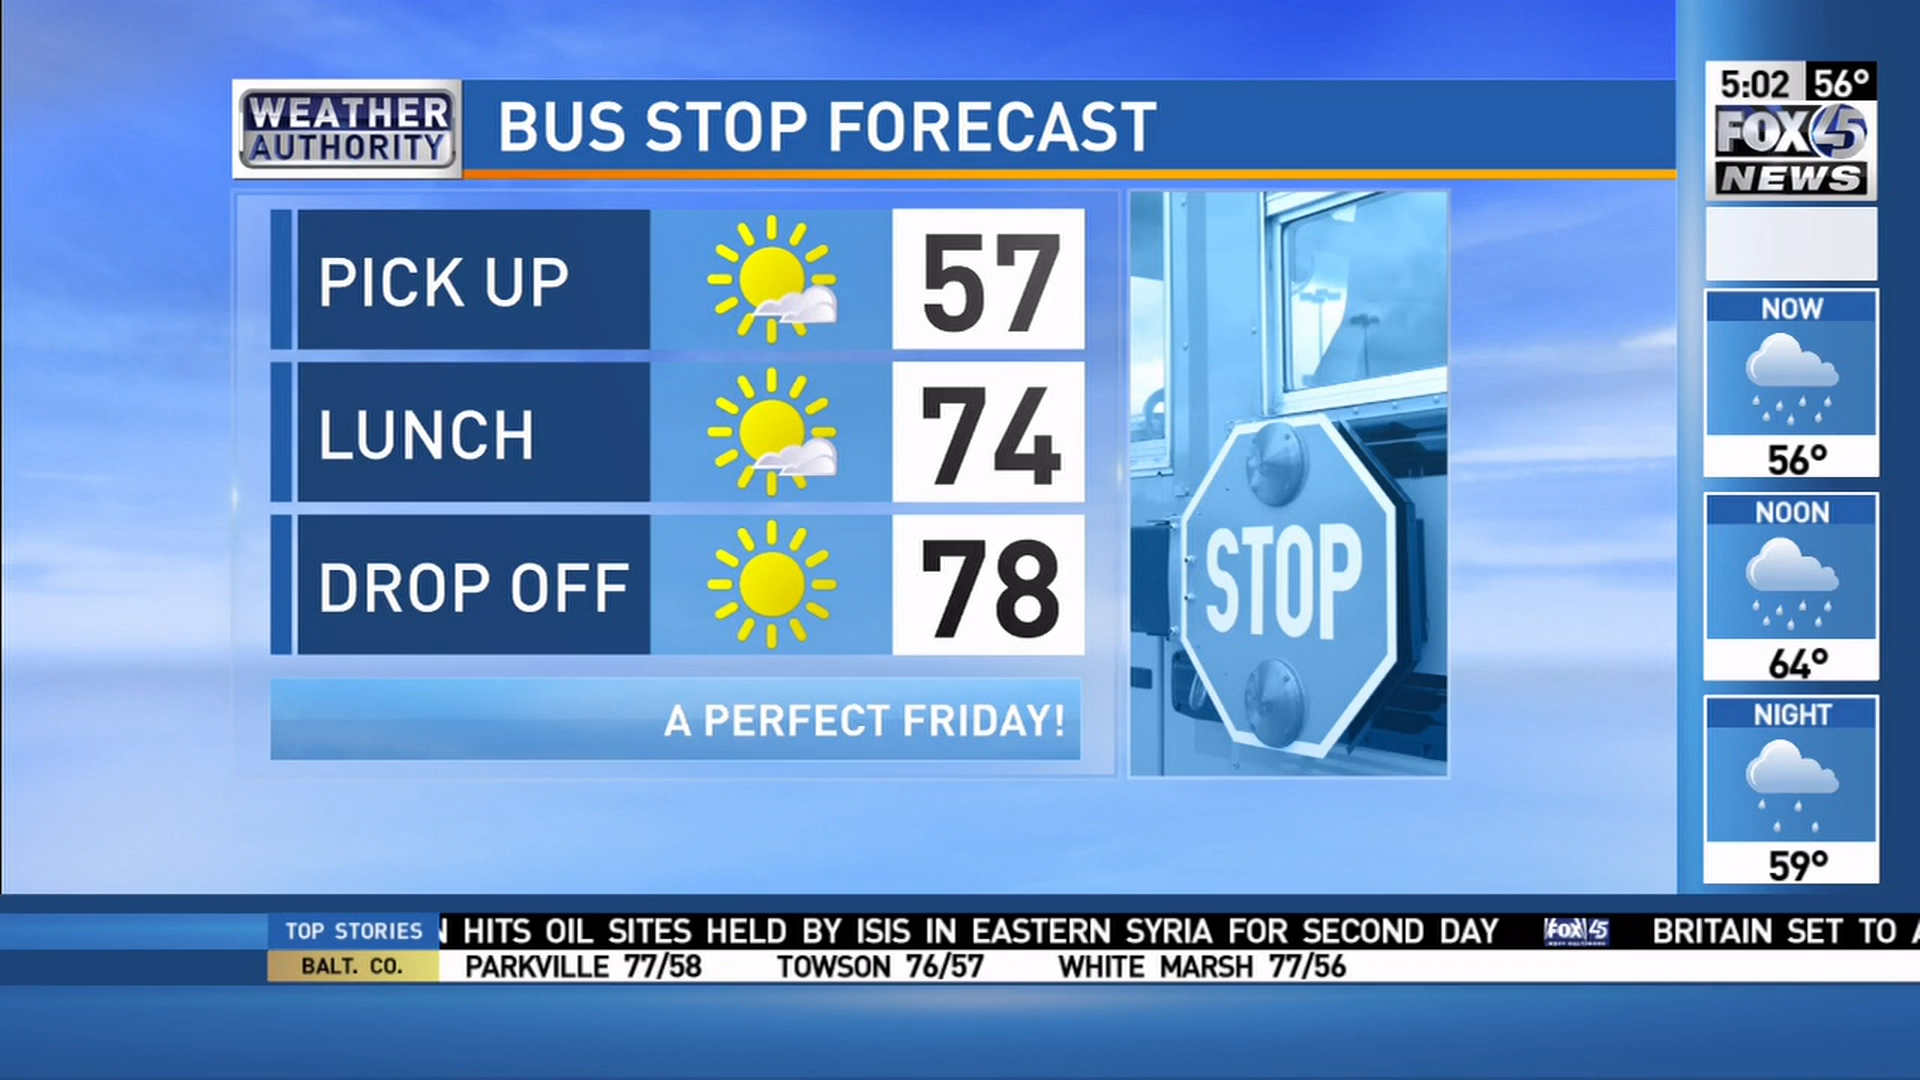 WEATHER
AUTHORITY
BUS STOP FORECAST
PICK UP
57
LUNCH
74
DROP OFF
78
A PERFECT FRIDAY!
STOP
5:02 56°
FOX 45
NEWS
NOW
56°
NOON
64°
NIGHT
59°
TOP STORIES
HITS OIL SITES HELD BY ISIS IN EASTERN SYRIA FOR SECOND DAY FOX 45 BRITAIN SET TO
BALT. CO.
PARKVILLE 77/58 TOWSON 76/57 WHITE MARSH 77/56